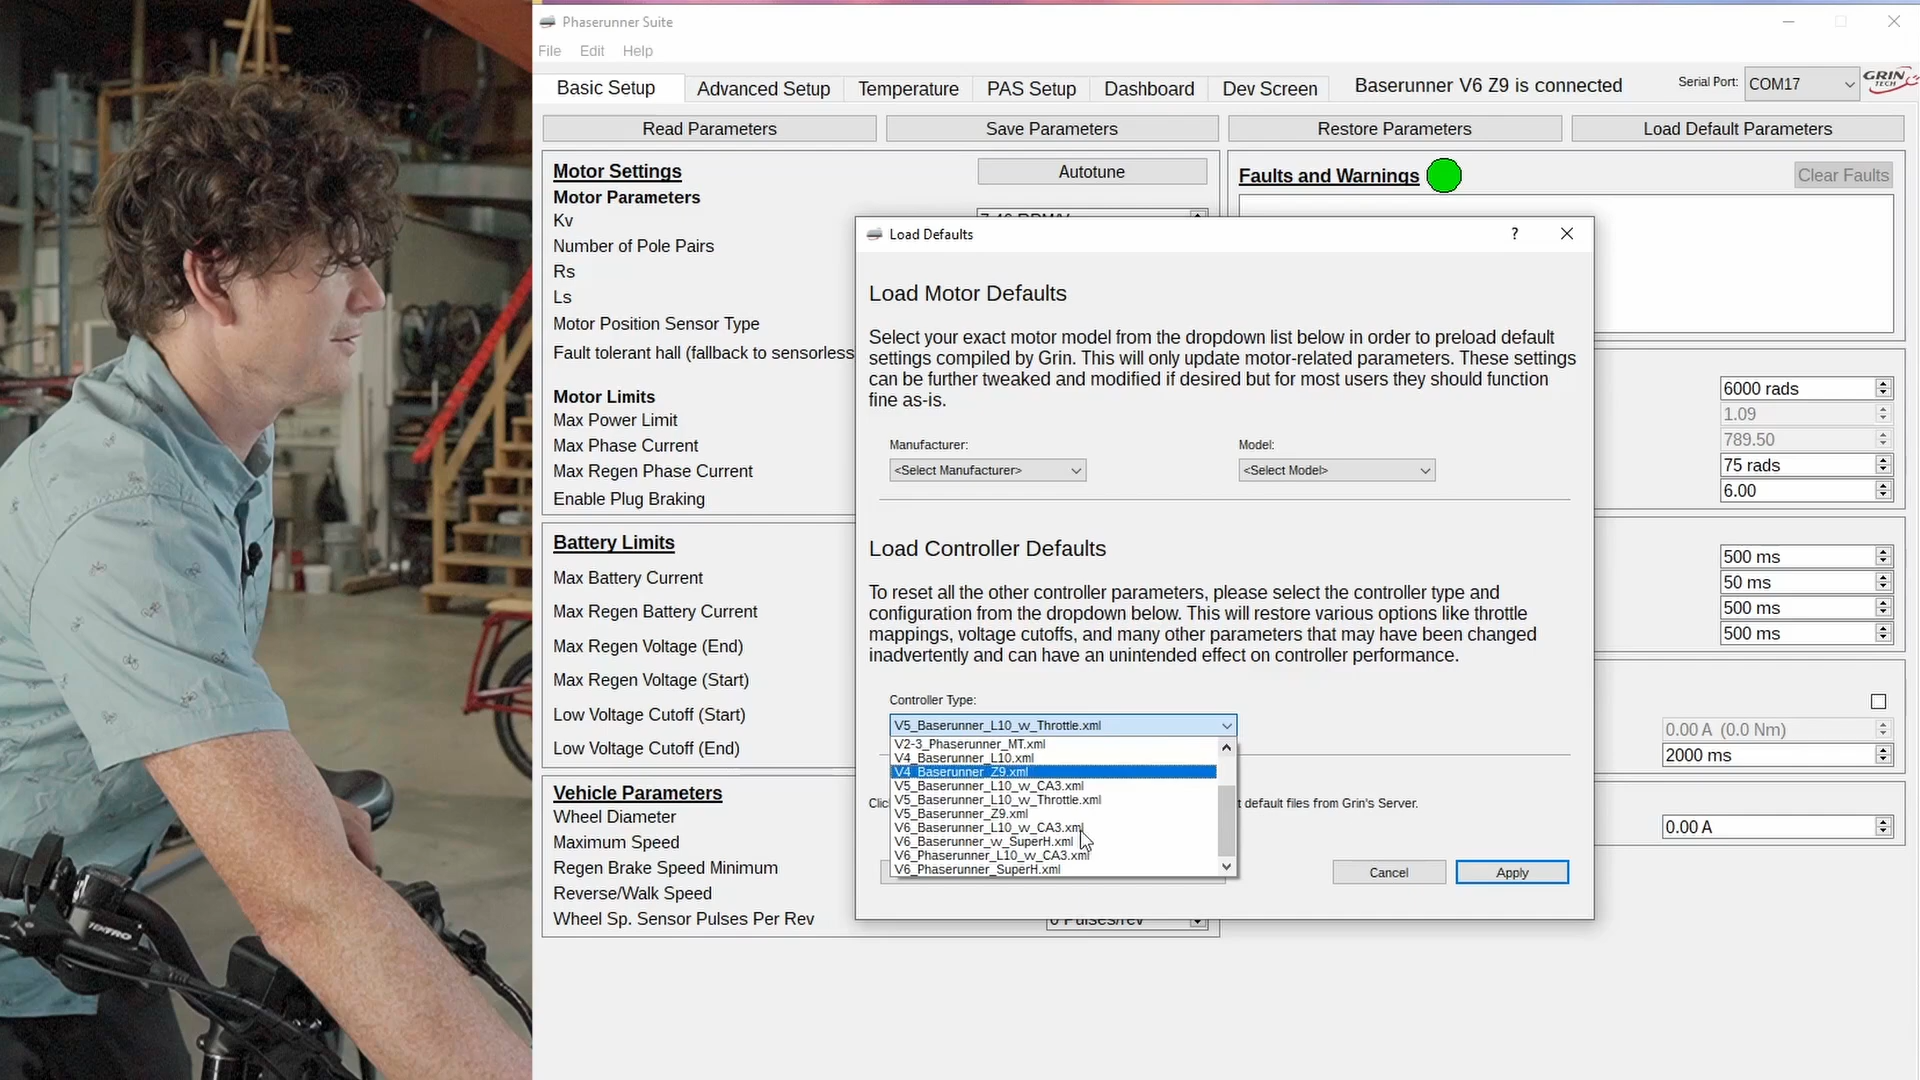 Phaserunner Suite
File Edit Help
Basic Setup Advanced Setup Temperature PAS Setup Dashboard Dev Screen Baserunner V6 Z9 is connected Serial Port: COM17 GRIN TECH
Read Parameters Save Parameters Restore Parameters Load Default Parameters
Motor Settings Autotune
Motor Parameters
Kv
Number of Pole Pairs
Rs
Ls
Motor Position Sensor Type
Fault tolerant hall (fallback to sensorless
Motor Limits
Max Power Limit
Max Phase Current
Max Regen Phase Current
Enable Plug Braking
Battery Limits
Max Battery Current
Max Regen Battery Current
Max Regen Voltage (End)
Max Regen Voltage (Start)
Low Voltage Cutoff (Start)
Low Voltage Cutoff (End)
Vehicle Parameters
Wheel Diameter
Maximum Speed
Regen Brake Speed Minimum
Reverse/Walk Speed
Wheel Sp. Sensor Pulses Per Rev
Faults and Warnings Clear Faults
6000 rads
1.09
789.50
75 rads
6.00
500 ms
50 ms
500 ms
500 ms
0.00 A (0.0 Nm)
2000 ms
0.00 A
Load Defaults ?
Load Motor Defaults
Select your exact motor model from the dropdown list below in order to preload default
settings compiled by Grin. This will only update motor-related parameters. These settings
can be further tweaked and modified if desired but for most users they should function
fine as-is.
Manufacturer: Model:
<Select Manufacturer> <Select Model>
Load Controller Defaults
To reset all the other controller parameters, please select the controller type and
configuration from the dropdown below. This will restore various options like throttle
mappings, voltage cutoffs, and many other parameters that may have been changed
inadvertently and can have an unintended effect on controller performance.
Controller Type:
V5_Baserunner_L10_w_Throttle.xml
V2-3_Phaserunner_MT.xml
V4_Baserunner_L10.xml
V4_Baserunner_Z9.xml
V5_Baserunner_L10_w_CA3.xml
V5_Baserunner_L10_w_Throttle.xml
V5_Baserunner_Z9.xml
V6_Baserunner_L10_w_CA3.xml
V6_Baserunner_w_SuperH.xml
V6_Phaserunner_L10_w_CA3.xml
V6_Phaserunner_SuperH.xml
default files from Grin's Server.
Cancel Apply
TEKTRO